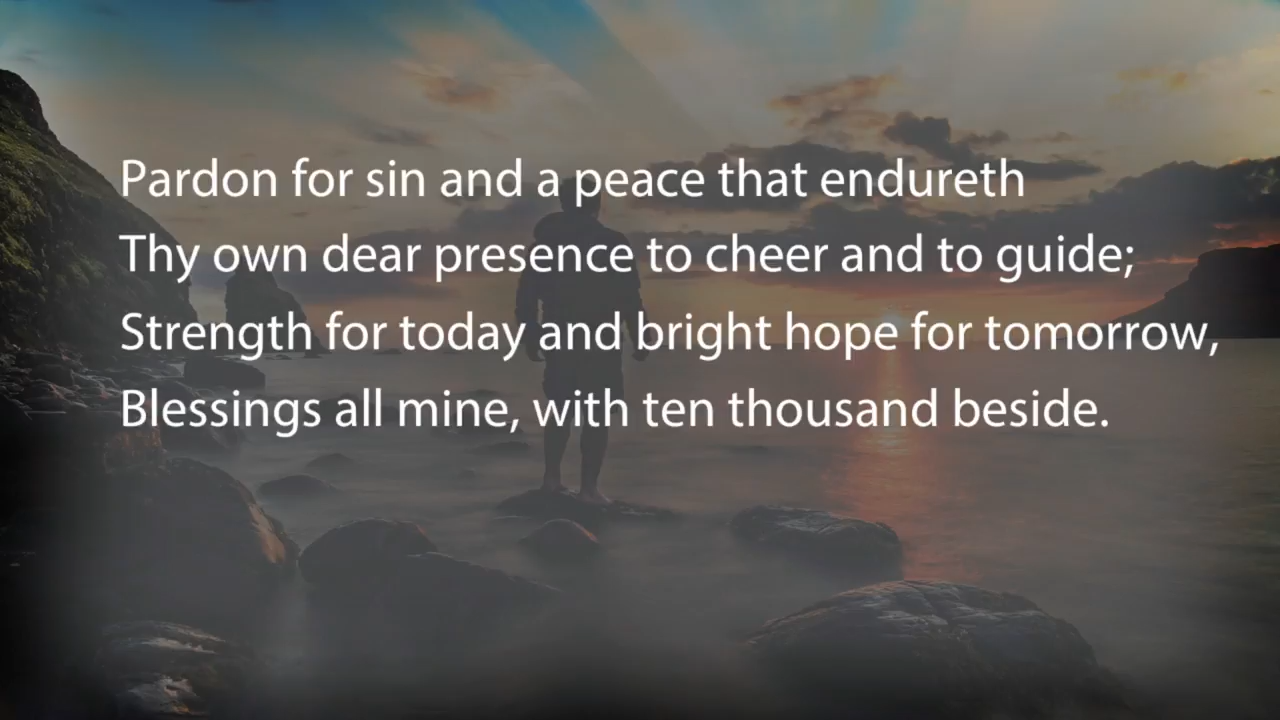 Pardon for sin and a peace that endureth
Thy own dear presence to cheer and to guide;
Strength for today and bright hope for tomorrow,
Blessings all mine, with ten thousand beside.